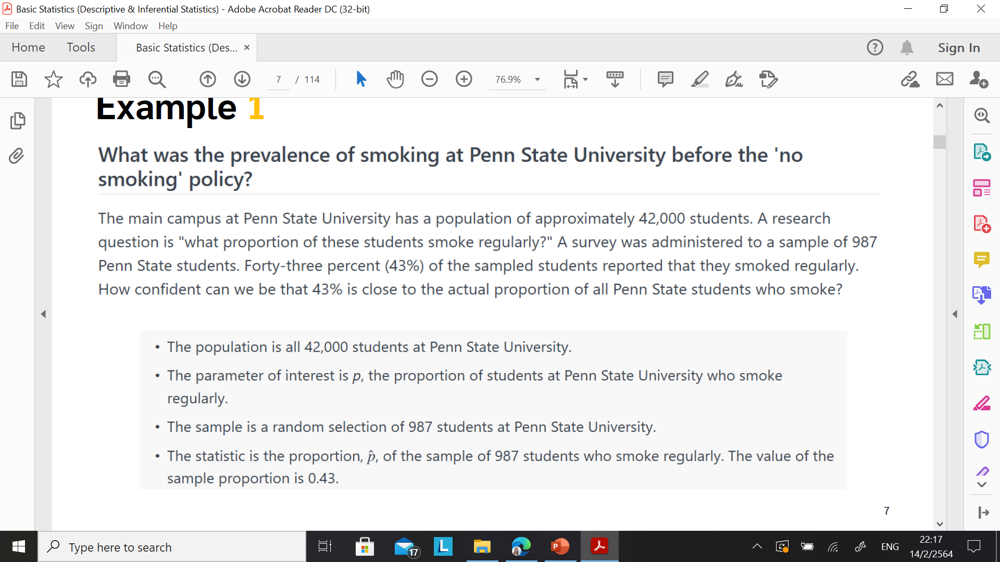 Basic Statistics (Descriptive & Inferential Statistics) - Adobe Acrobat Reader DC (32-bit)
File Edit View Sign Window Help
Home Tools Basic Statistics (Des... × Sign In
7 / 114 76.9%
Example 1
What was the prevalence of smoking at Penn State University before the 'no
smoking' policy?
The main campus at Penn State University has a population of approximately 42,000 students. A research
question is "what proportion of these students smoke regularly?" A survey was administered to a sample of 987
Penn State students. Forty-three percent (43%) of the sampled students reported that they smoked regularly.
How confident can we be that 43% is close to the actual proportion of all Penn State students who smoke?
• The population is all 42,000 students at Penn State University.
• The parameter of interest is p, the proportion of students at Penn State University who smoke
regularly.
• The sample is a random selection of 987 students at Penn State University.
• The statistic is the proportion, p̂, of the sample of 987 students who smoke regularly. The value of the
sample proportion is 0.43.
7
Type here to search
17
L
P
ENG
22:17
14/2/2564